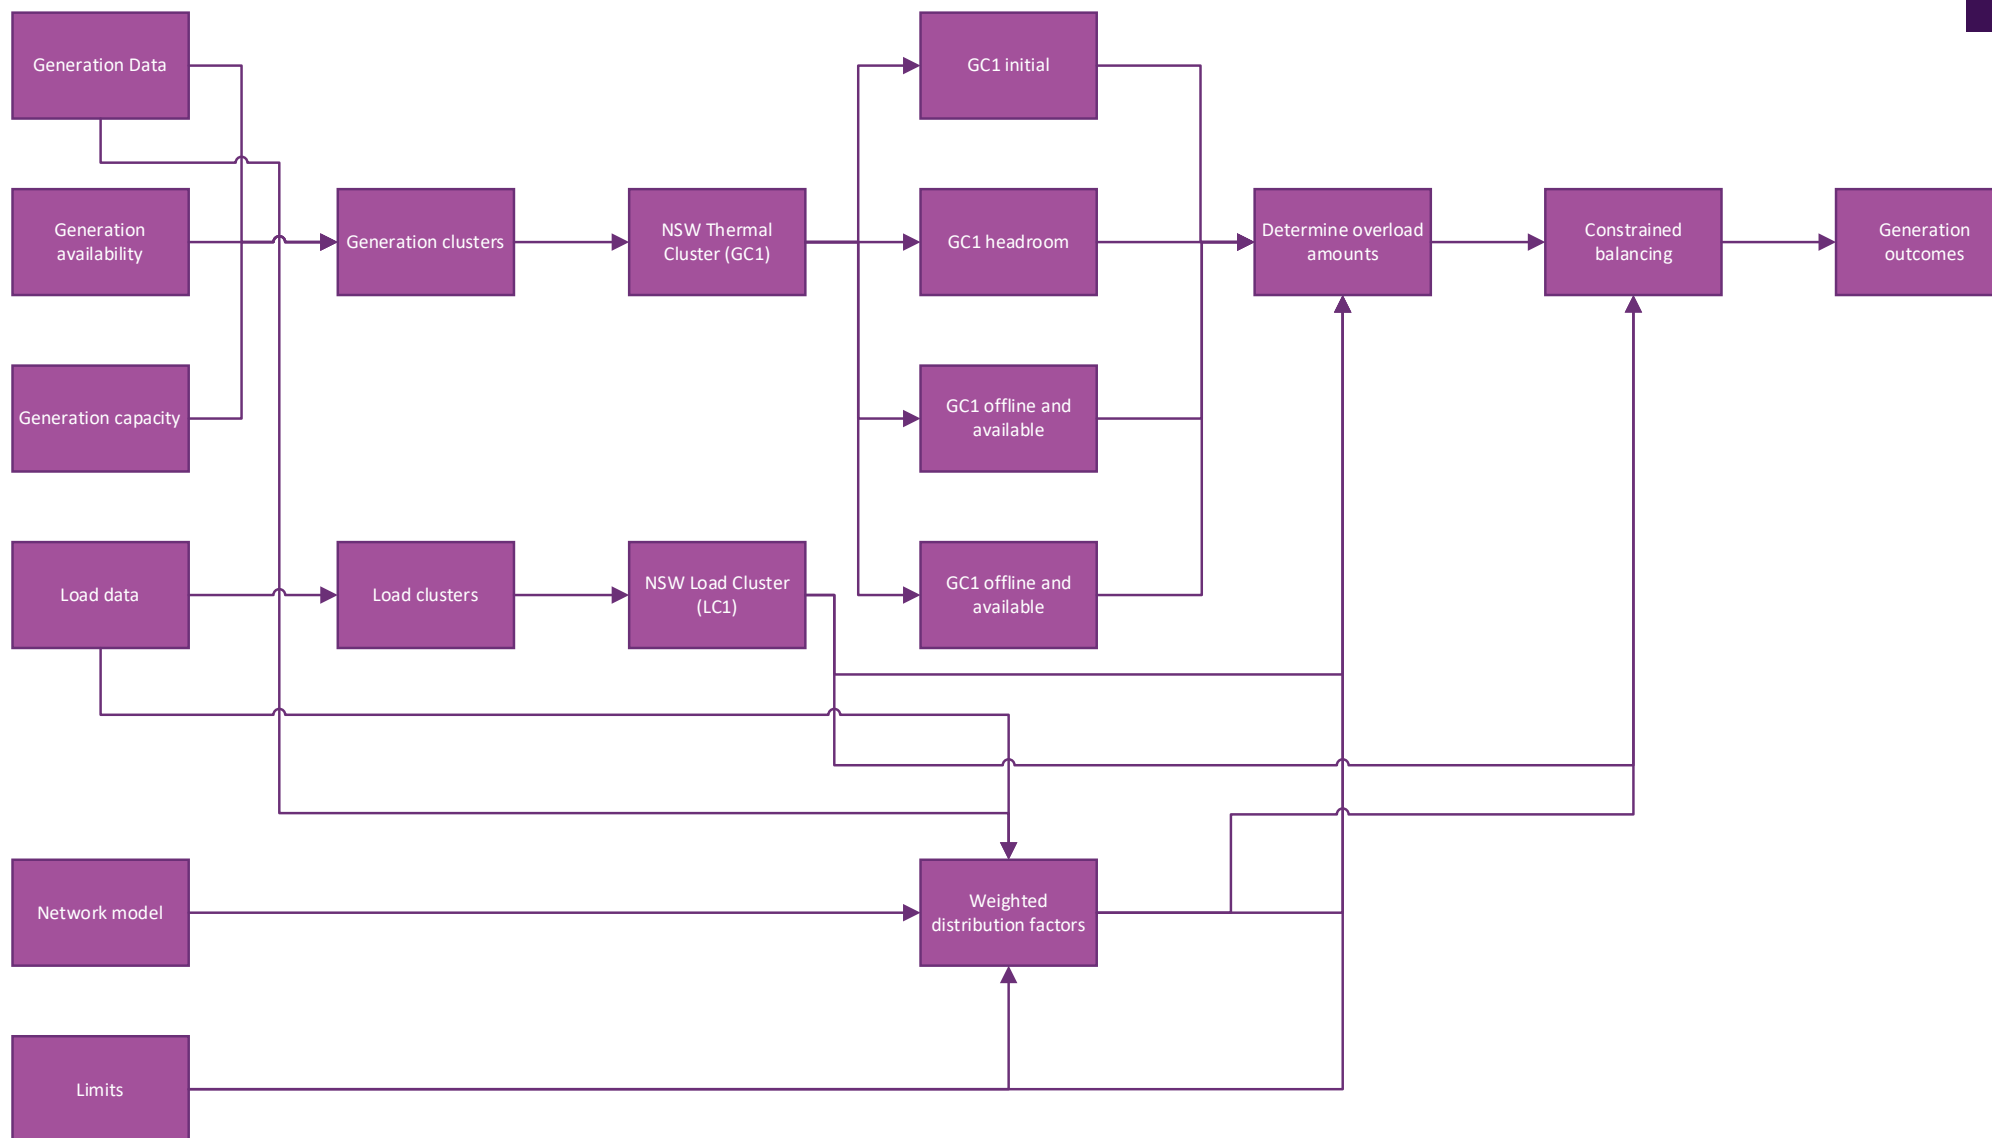 Generation Data
GC1 initial
Generation
availability
Generation clusters
NSW Thermal
Cluster (GC1)
GC1 headroom
Determine overload
amounts
Constrained
balancing
Generation
outcomes
Generation capacity
GC1 offline and
available
Load data
Load clusters
NSW Load Cluster
(LC1)
GC1 offline and
available
Network model
Weighted
distribution factors
Limits